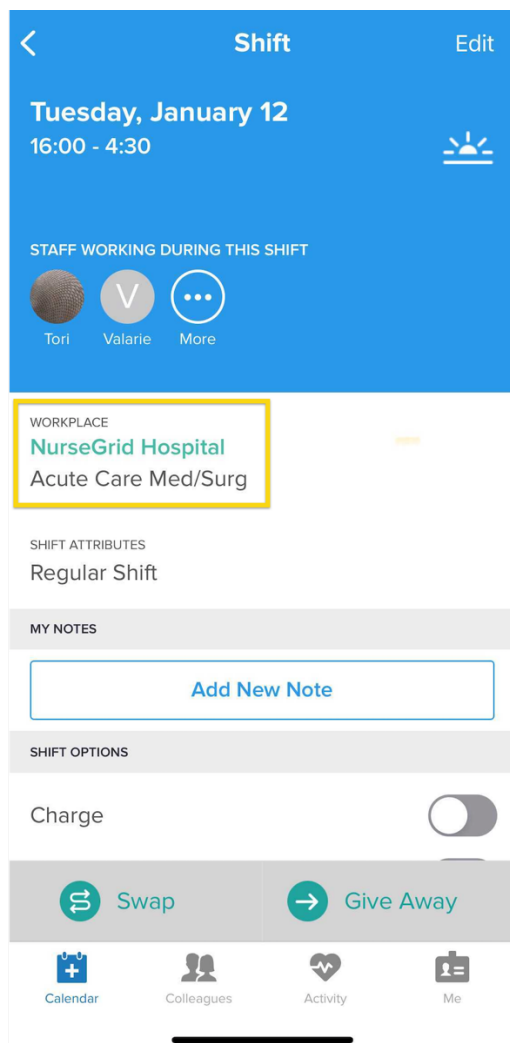 Shift
Edit
Tuesday, January 12
16:00 - 4:30
STAFF WORKING DURING THIS SHIFT
V
Tori
Valarie
More
WORKPLACE
NurseGrid Hospital
Acute Care Med/Surg
SHIFT ATTRIBUTES
Regular Shift
MY NOTES
Add New Note
SHIFT OPTIONS
Charge
Swap
Give Away
Calendar
Colleagues
Activity
Me